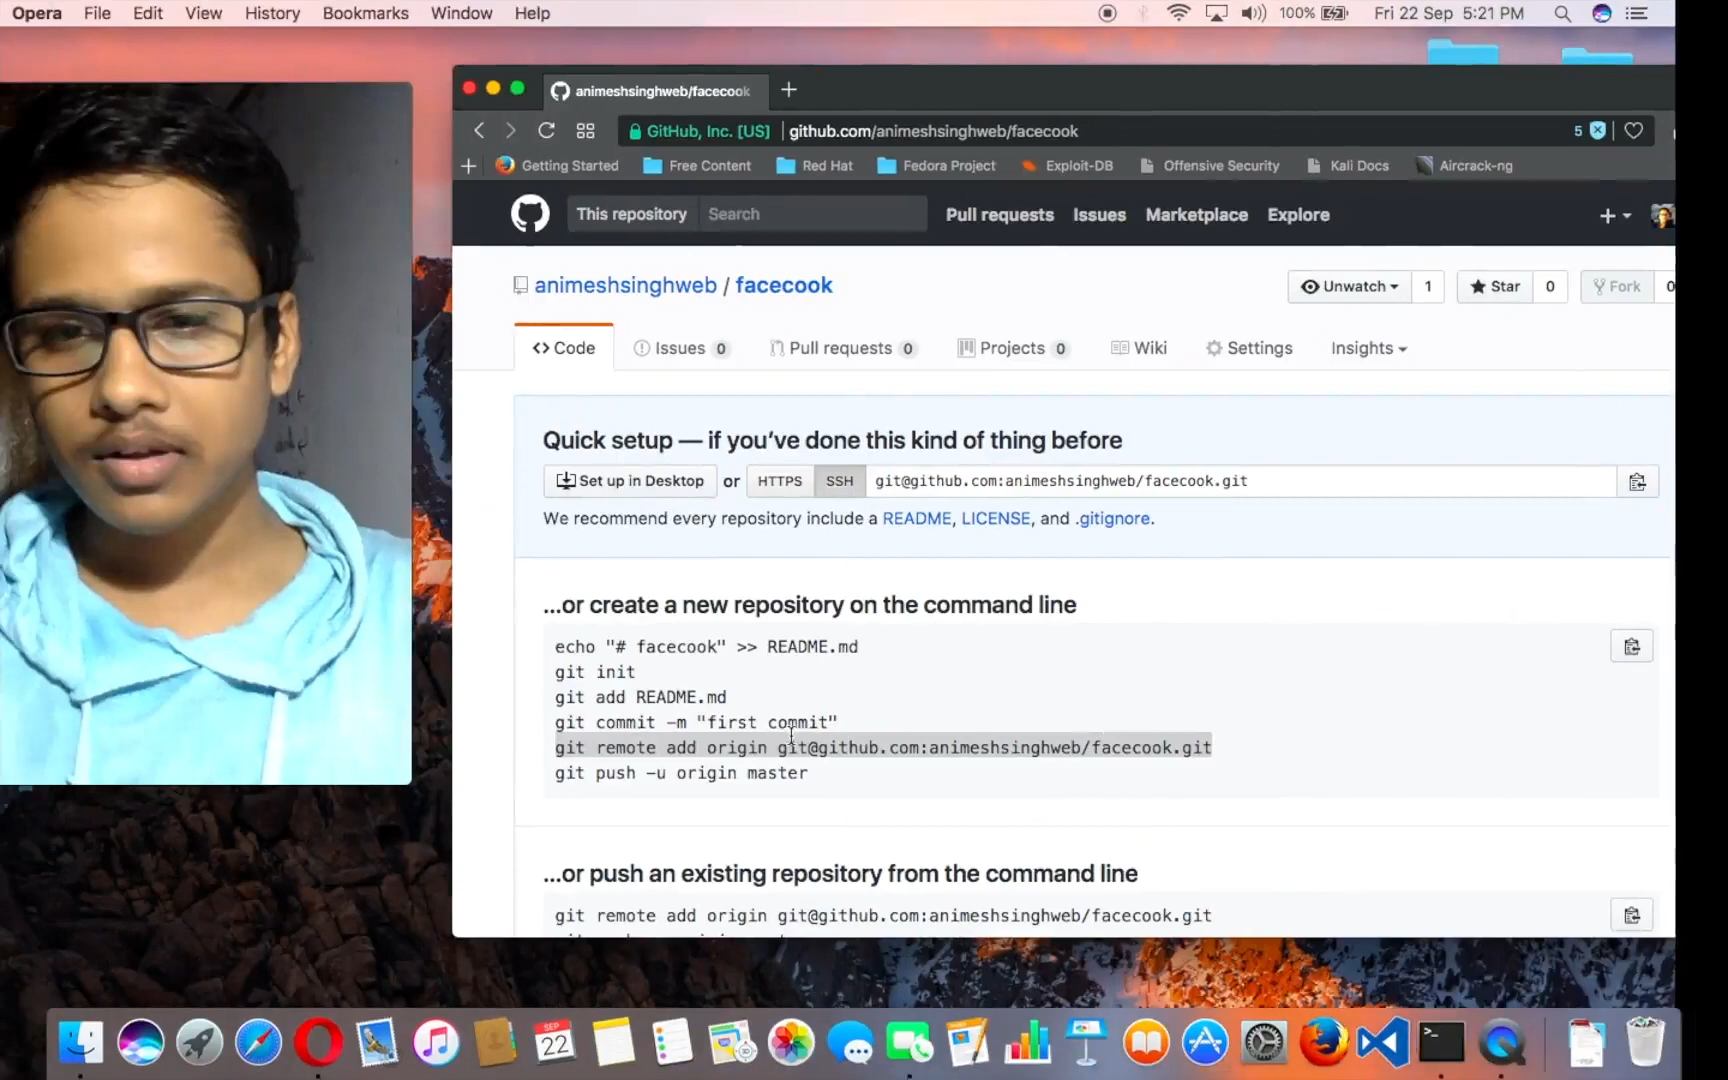 Opera File Edit View History Bookmarks Window Help 100% Fri 22 Sep 5:21 PM
animeshsinghweb/facecook
GitHub, Inc. [US] github.com/animeshsinghweb/facecook 5
Getting Started Free Content Red Hat Fedora Project Exploit-DB Offensive Security Kali Docs Aircrack-ng
This repository Search Pull requests Issues Marketplace Explore
animeshsinghweb / facecook Unwatch 1 Star 0 Fork 0
Code Issues 0 Pull requests 0 Projects 0 Wiki Settings Insights
Quick setup — if you’ve done this kind of thing before
Set up in Desktop or HTTPS SSH git@github.com:animeshsinghweb/facecook.git
We recommend every repository include a README, LICENSE, and .gitignore.
...or create a new repository on the command line
echo "# facecook" >> README.md
git init
git add README.md
git commit -m "first commit"
git remote add origin git@github.com:animeshsinghweb/facecook.git
git push -u origin master
...or push an existing repository from the command line
git remote add origin git@github.com:animeshsinghweb/facecook.git
SEP
22